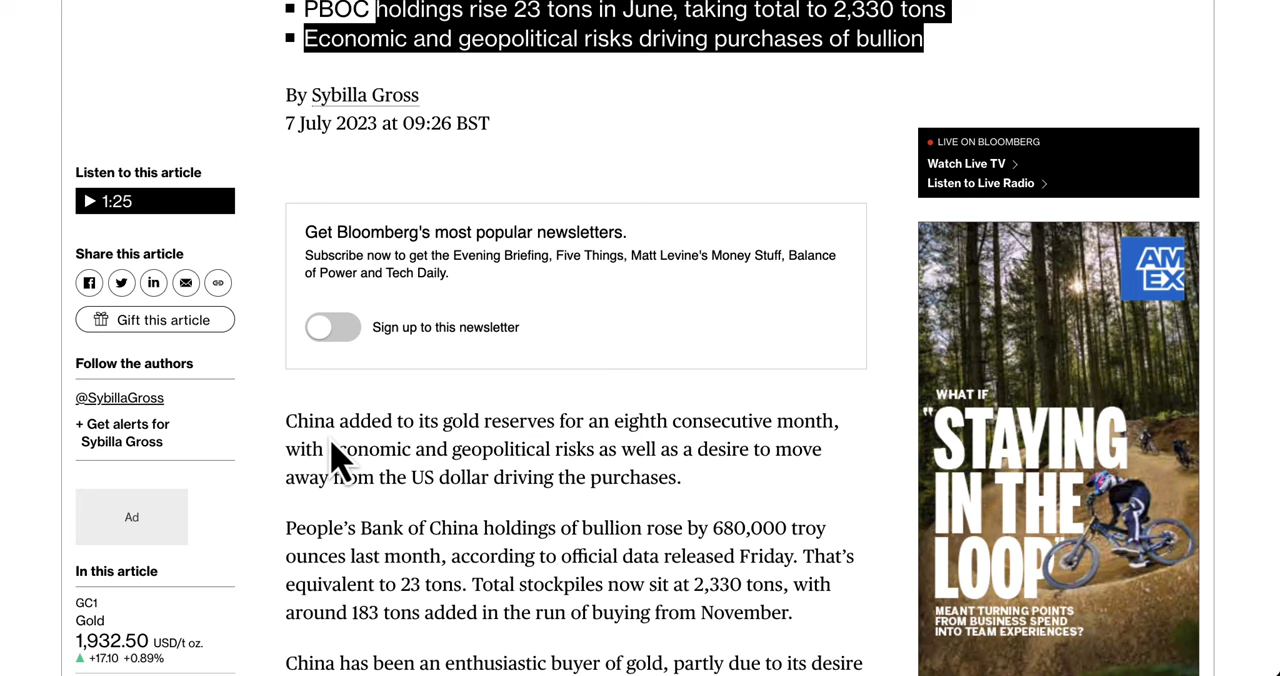 PBOC holdings rise 23 tons in June, taking total to 2,330 tons
Economic and geopolitical risks driving purchases of bullion
By Sybilla Gross
7 July 2023 at 09:26 BST
Listen to this article
1:25
Share this article
Gift this article
Follow the authors
@SybillaGross
+ Get alerts for
Sybilla Gross
Ad
In this article
GC1
Gold
1,932.50 USD/t oz.
+17.10 +0.89%
Get Bloomberg's most popular newsletters.
Subscribe now to get the Evening Briefing, Five Things, Matt Levine's Money Stuff, Balance
of Power and Tech Daily.
Sign up to this newsletter
China added to its gold reserves for an eighth consecutive month,
with economic and geopolitical risks as well as a desire to move
away from the US dollar driving the purchases.
People’s Bank of China holdings of bullion rose by 680,000 troy
ounces last month, according to official data released Friday. That’s
equivalent to 23 tons. Total stockpiles now sit at 2,330 tons, with
around 183 tons added in the run of buying from November.
China has been an enthusiastic buyer of gold, partly due to its desire
LIVE ON BLOOMBERG
Watch Live TV
Listen to Live Radio
AM
EX
WHAT IF
"STAYING
IN THE
LOOP"
MEANT TURNING POINTS
FROM BUSINESS SPEND
INTO TEAM EXPERIENCES?